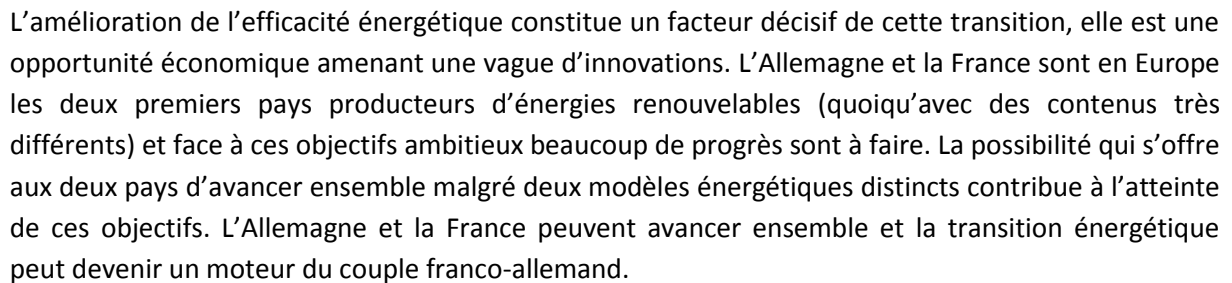 L’amélioration de l’efficacité énergétique constitue un facteur décisif de cette transition, elle est une
opportunité économique amenant une vague d’innovations. L’Allemagne et la France sont en Europe
les deux premiers pays producteurs d’énergies renouvelables (quoiqu’avec des contenus très
différents) et face à ces objectifs ambitieux beaucoup de progrès sont à faire. La possibilité qui s’offre
aux deux pays d’avancer ensemble malgré deux modèles énergétiques distincts contribue à l’atteinte
de ces objectifs. L’Allemagne et la France peuvent avancer ensemble et la transition énergétique
peut devenir un moteur du couple franco-allemand.